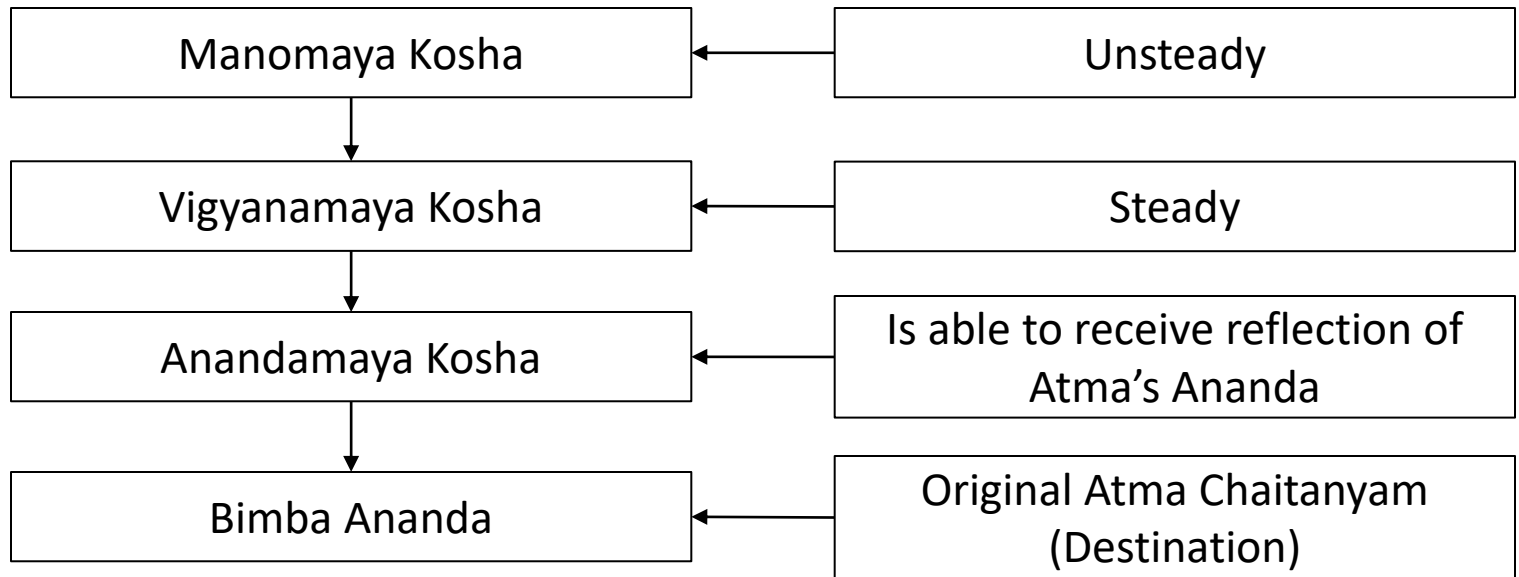 Manomaya Kosha
Unsteady
Vigyanamaya Kosha
Steady
Anandamaya Kosha
Is able to receive reflection of
Atma’s Ananda
Bimba Ananda
Original Atma Chaitanyam
(Destination)